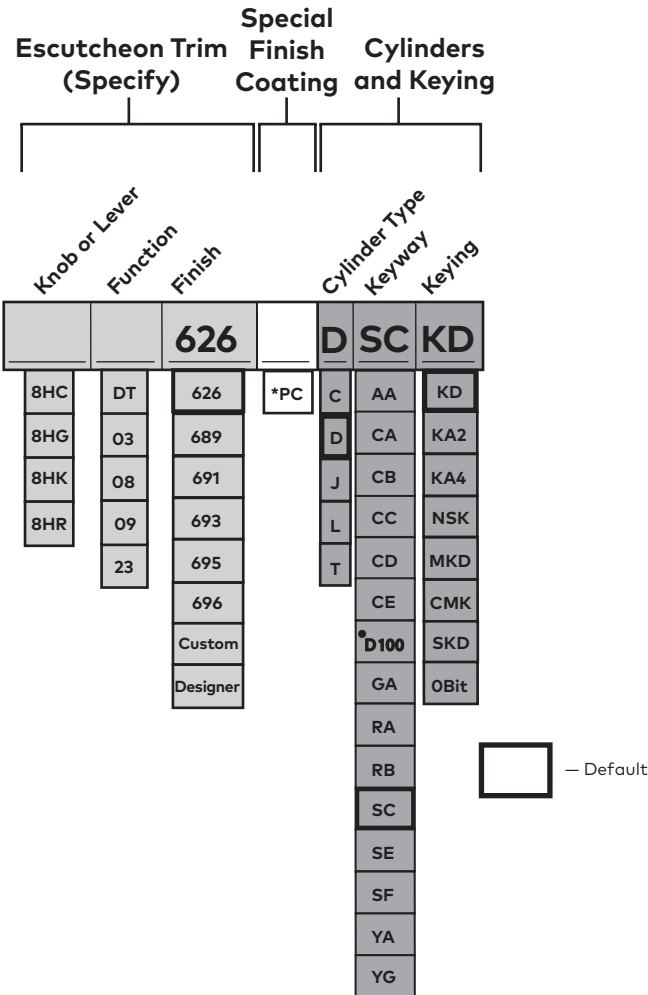 Escutcheon Trim
(Specify)
Special
Finish
Coating
Cylinders
and Keying
Knob or Lever
Function
Finish
Cylinder Type
Keyway
Keying
626 D SC KD
8HC DT 626 *PC C AA KD
8HG 03 689 D CA KA2
8HK 08 691 J CB KA4
8HR 09 693 L CC NSK
23 695 T CD MKD
696 CE CMK
Custom •D100 SKD
Designer GA 0Bit
RA
RB
— Default
SC
SE
SF
YA
YG